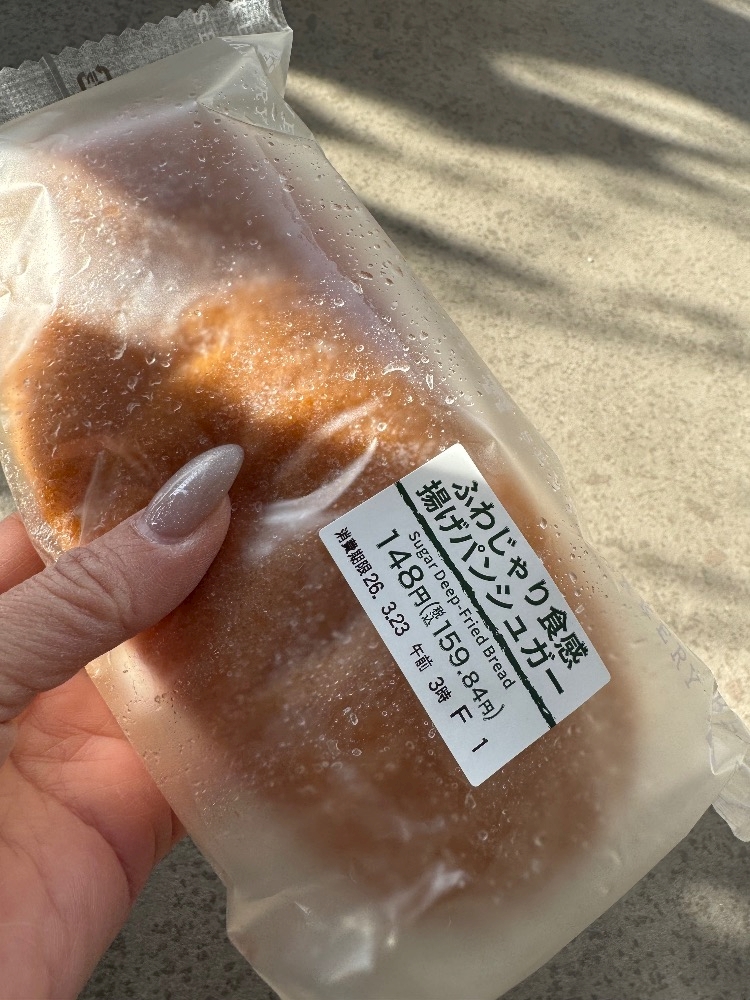 ふわじゃり食感
揚げパンシュガー
Sugar Deep-Fried Bread
148円(税込159.84円)
消費期限26. 3.23 午前 3時 F 1